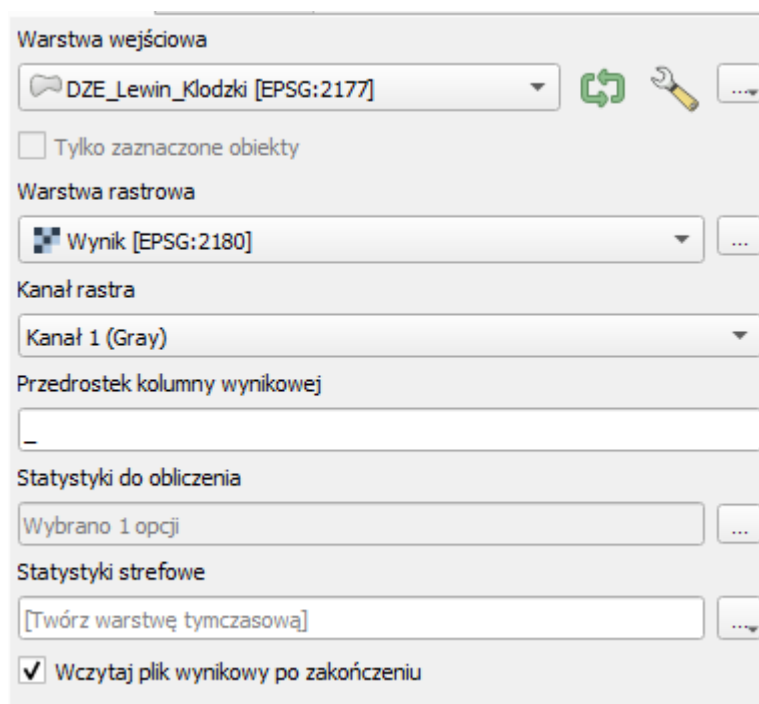 Warstwa wejściowa
DZE_Lewin_Klodzki [EPSG:2177]
...
Tylko zaznaczone obiekty
Warstwa rastrowa
Wynik [EPSG:2180]
...
Kanał rastra
Kanał 1 (Gray)
Przedrostek kolumny wynikowej
_
Statystyki do obliczenia
Wybrano 1 opcji
...
Statystyki strefowe
[Twórz warstwę tymczasową]
...
Wczytaj plik wynikowy po zakończeniu